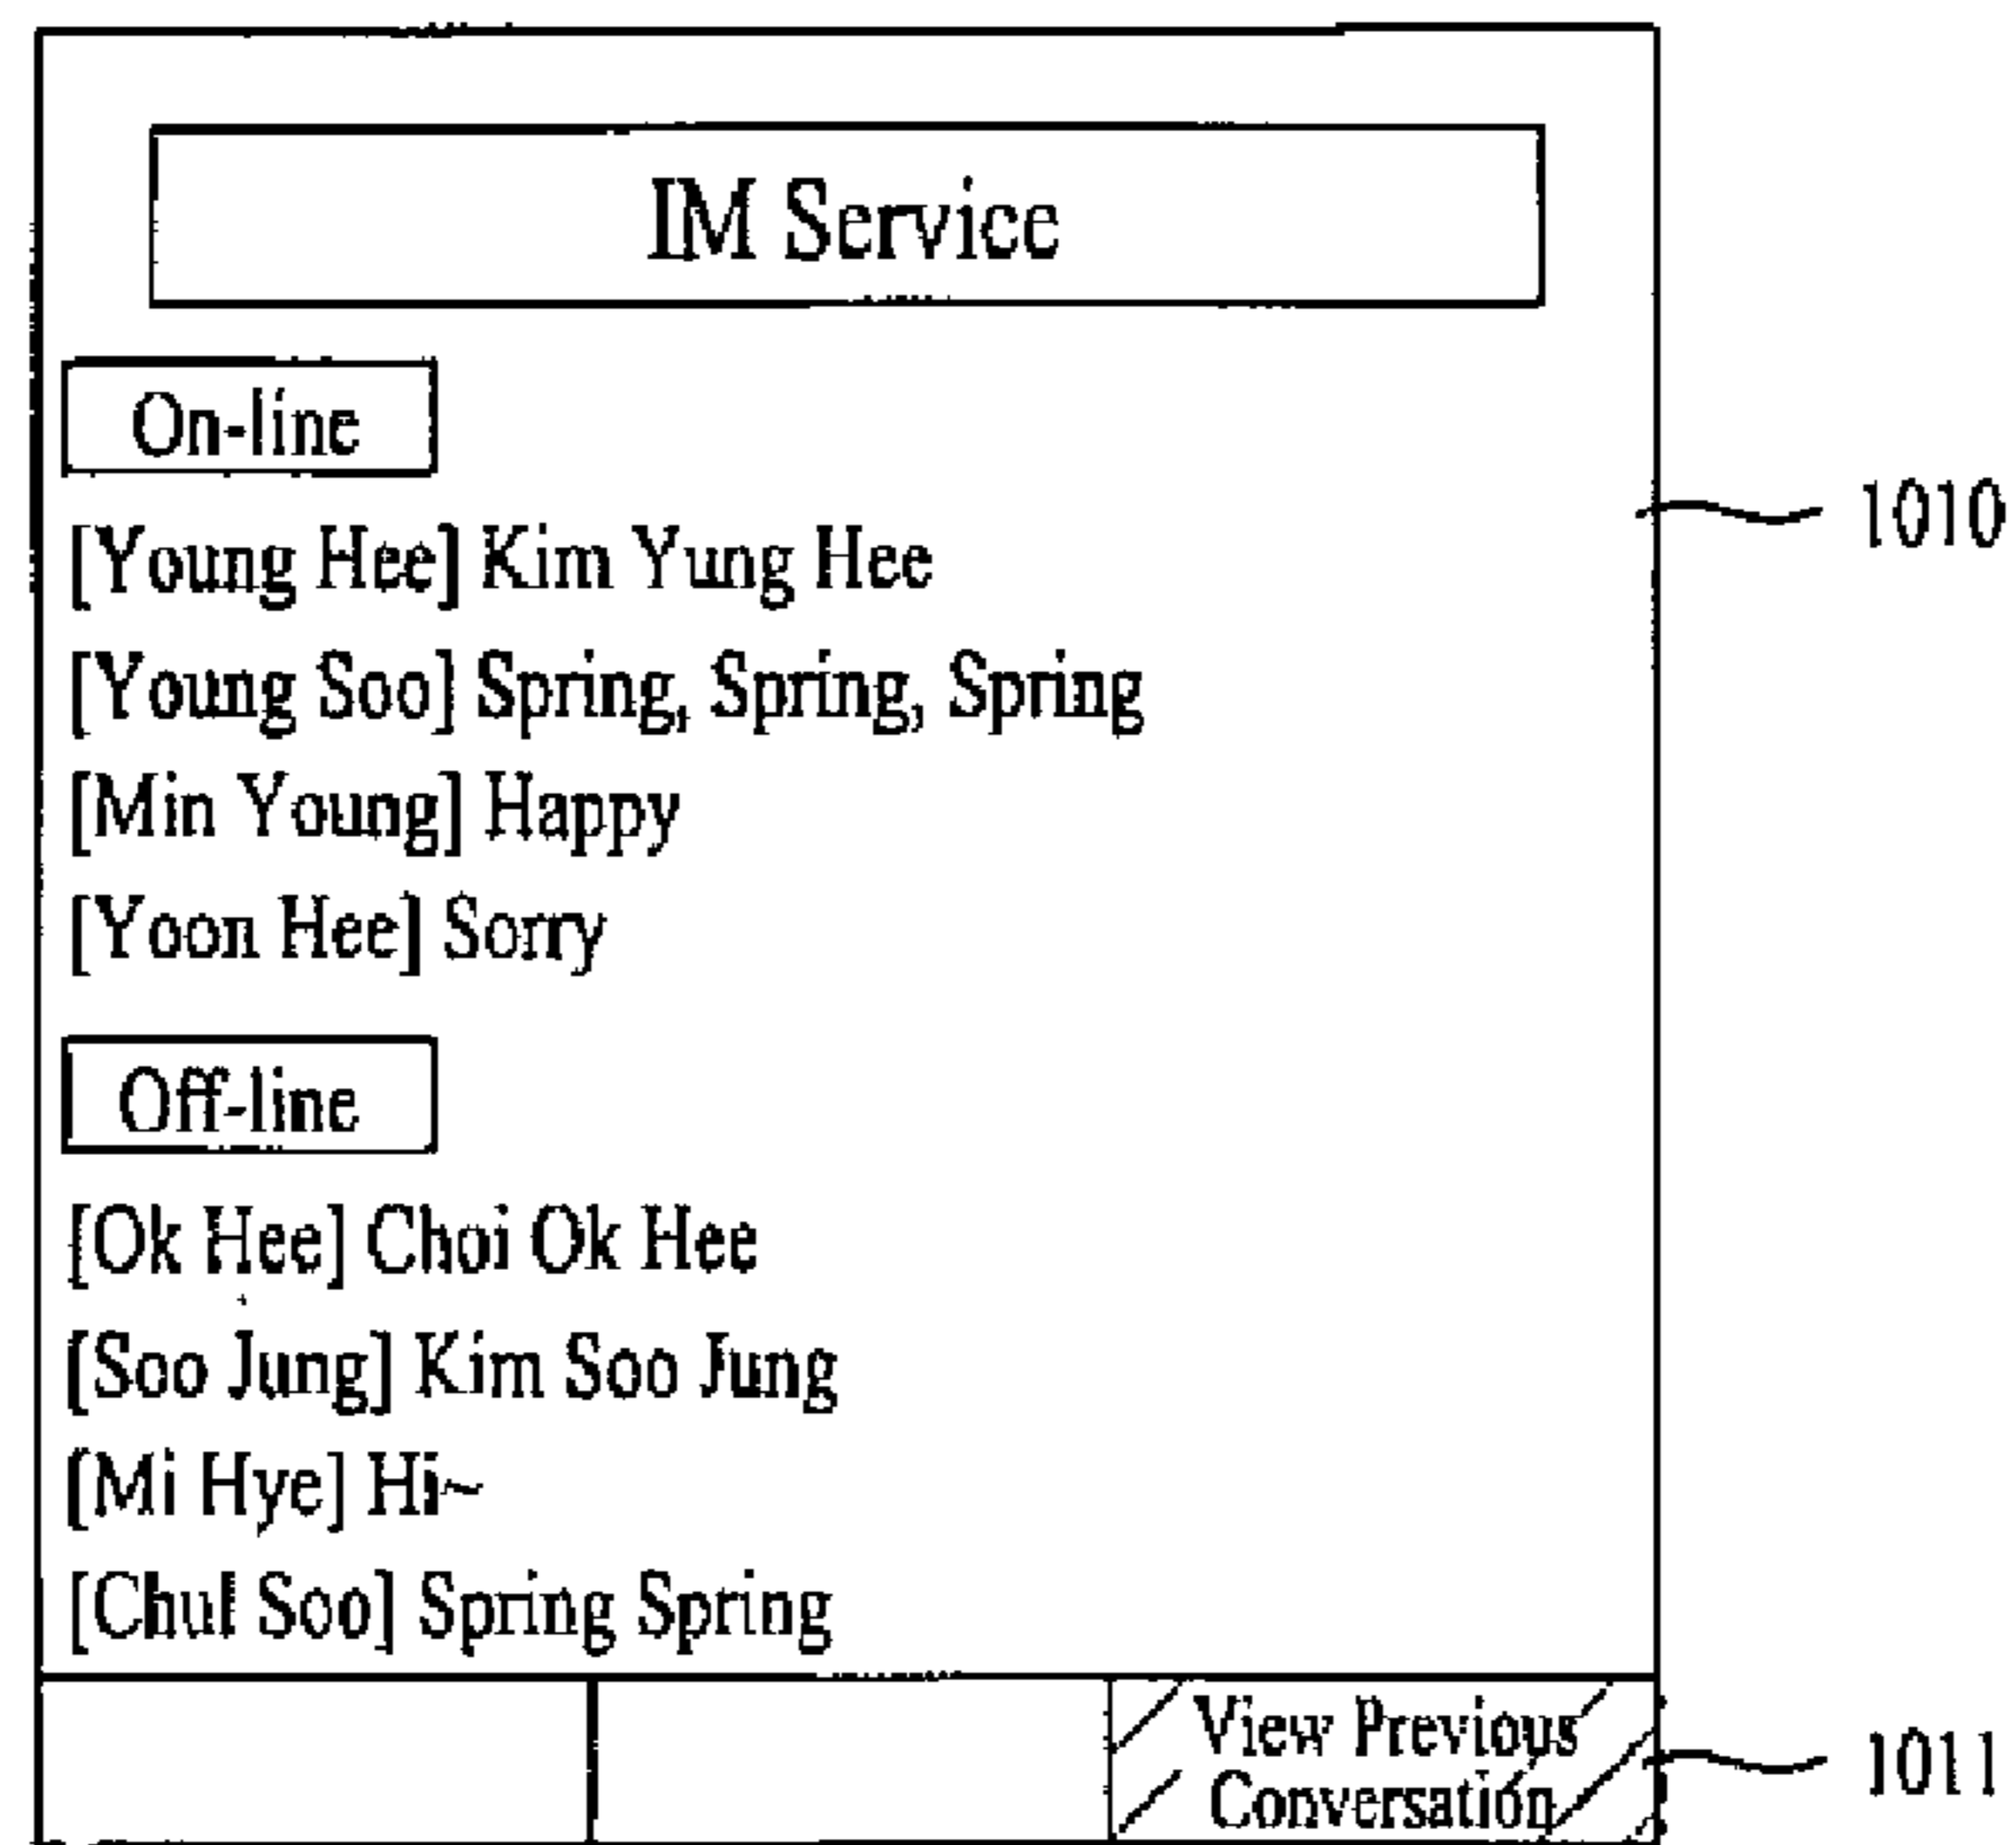 IM Service
On-line
[Young Hee] Kim Yung Hee
1010
[Young Soo] Spring, Spring, Spring
[Min Young] Happy
[Yoon Hee] Sorry
Off-line
[Ok Hee] Choi Ok Hee
[Soo Jung] Kim Soo Jung
[Mi Hye] Hi~
[Chul Soo] Spring Spring
View Previous
Conversation
1011